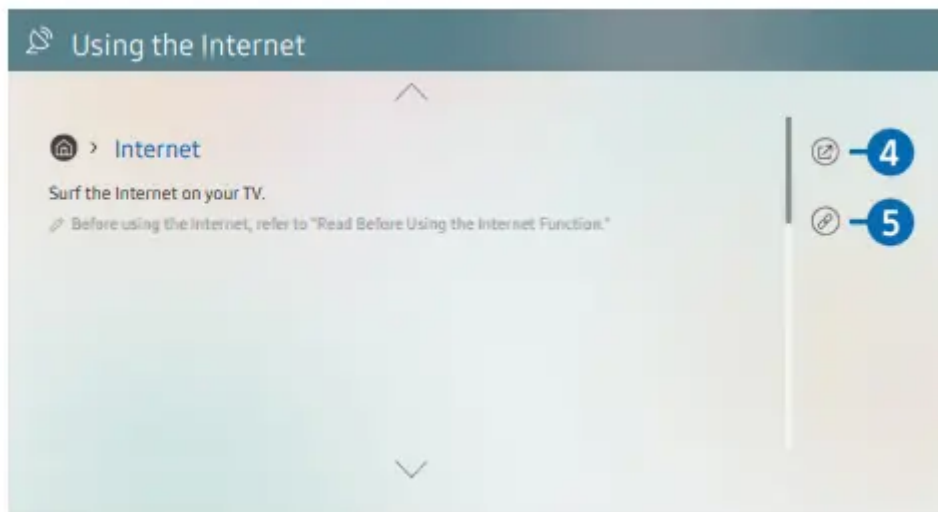 Using the Internet
> Internet
4
Surf the Internet on your TV.
5
Before using the Internet, refer to "Read Before Using the Internet Function."